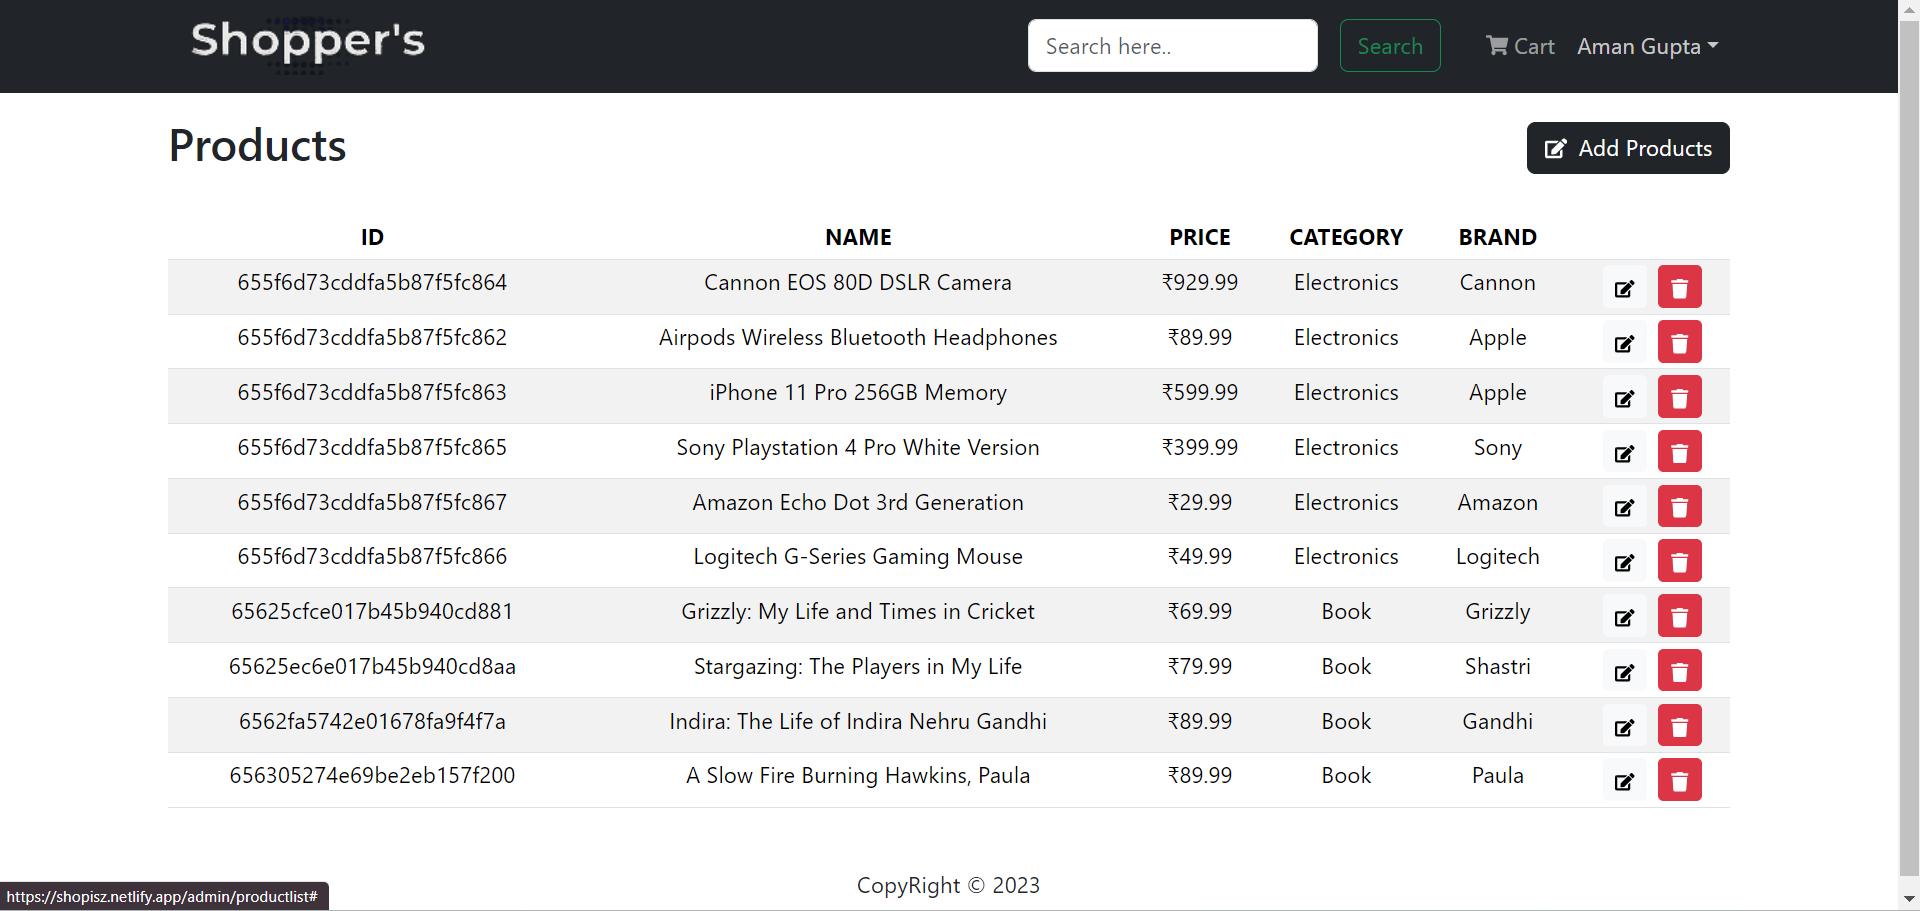 Shopper's
Search here..
Search
Cart
Aman Gupta
Products
Add Products
ID NAME PRICE CATEGORY BRAND
655f6d73cddfa5b87f5fc864 Cannon EOS 80D DSLR Camera ₹929.99 Electronics Cannon
655f6d73cddfa5b87f5fc862 Airpods Wireless Bluetooth Headphones ₹89.99 Electronics Apple
655f6d73cddfa5b87f5fc863 iPhone 11 Pro 256GB Memory ₹599.99 Electronics Apple
655f6d73cddfa5b87f5fc865 Sony Playstation 4 Pro White Version ₹399.99 Electronics Sony
655f6d73cddfa5b87f5fc867 Amazon Echo Dot 3rd Generation ₹29.99 Electronics Amazon
655f6d73cddfa5b87f5fc866 Logitech G-Series Gaming Mouse ₹49.99 Electronics Logitech
65625cfce017b45b940cd881 Grizzly: My Life and Times in Cricket ₹69.99 Book Grizzly
65625ec6e017b45b940cd8aa Stargazing: The Players in My Life ₹79.99 Book Shastri
6562fa5742e01678fa9f4f7a Indira: The Life of Indira Nehru Gandhi ₹89.99 Book Gandhi
656305274e69be2eb157f200 A Slow Fire Burning Hawkins, Paula ₹89.99 Book Paula
CopyRight © 2023
https://shopisz.netlify.app/admin/productlist#